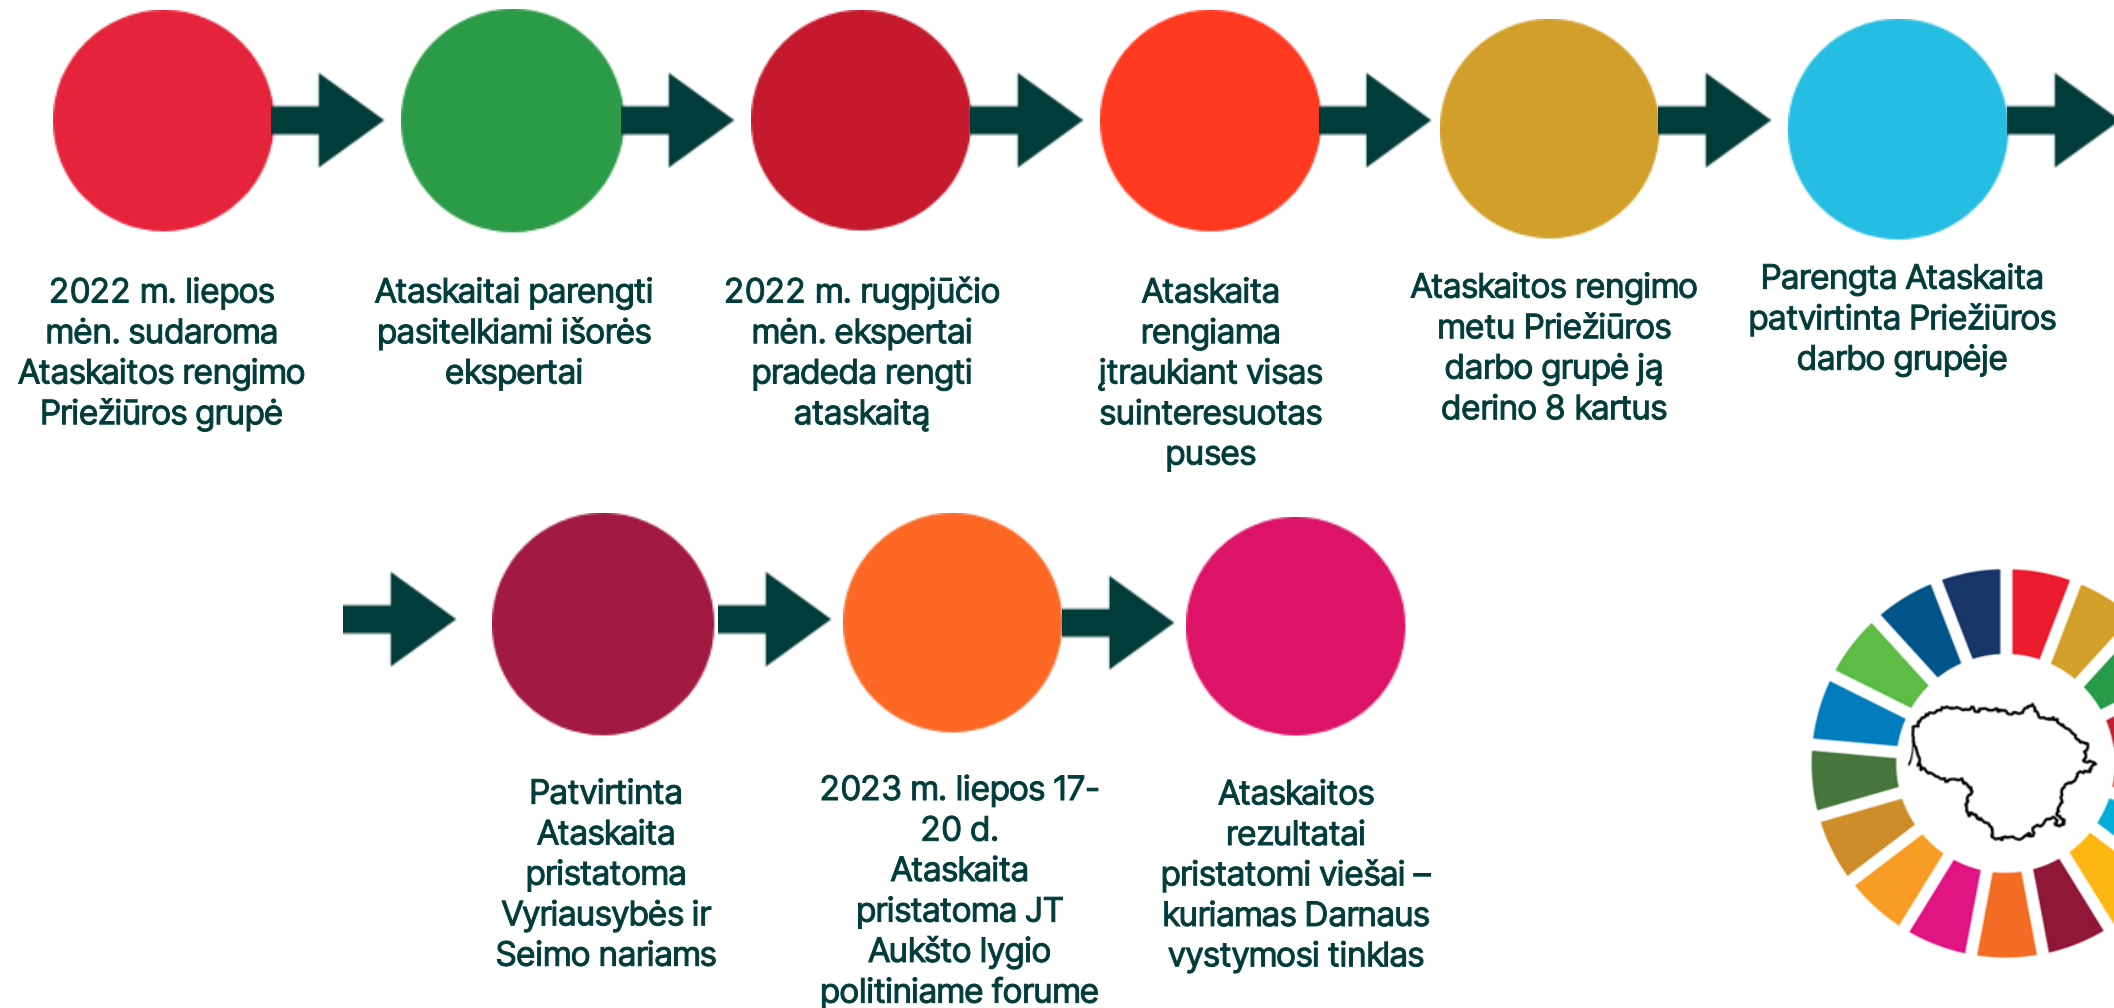 2022 m. liepos
mėn. sudaroma
Ataskaitos rengimo
Priežiūros grupė
Ataskaitai parengti
pasitelkiami išorės
ekspertai
2022 m. rugpjūčio
mėn. ekspertai
pradeda rengti
ataskaitą
Ataskaita
rengiama
įtraukiant visas
suinteresuotas
puses
Ataskaitos rengimo
metu Priežiūros
darbo grupė ją
derino 8 kartus
Parengta Ataskaita
patvirtinta Priežiūros
darbo grupėje
Patvirtinta
Ataskaita
pristatoma
Vyriausybės ir
Seimo nariams
2023 m. liepos 17-
20 d.
Ataskaita
pristatoma JT
Aukšto lygio
politiniame forume
Ataskaitos
rezultatai
pristatomi viešai –
kuriamas Darnaus
vystymosi tinklas